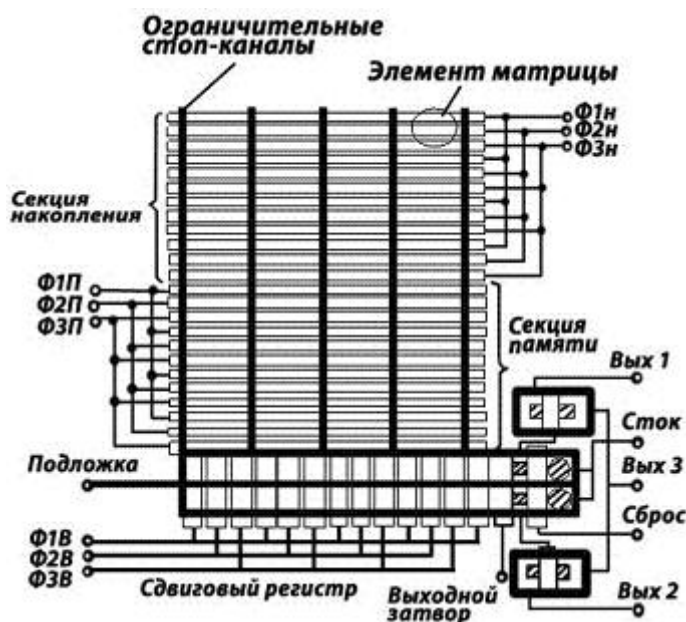 Ограничительные
стоп-каналы
Элемент матрицы
Ф1н
Ф2н
Ф3н
Секция
накопления
Ф1П
Ф2П
Ф3П
Секция
памяти
Вых 1
Сток
Подложка
Вых 3
Сброс
Ф1В
Ф2В
Ф3В
Сдвиговый регистр
Выходной
затвор
Вых 2